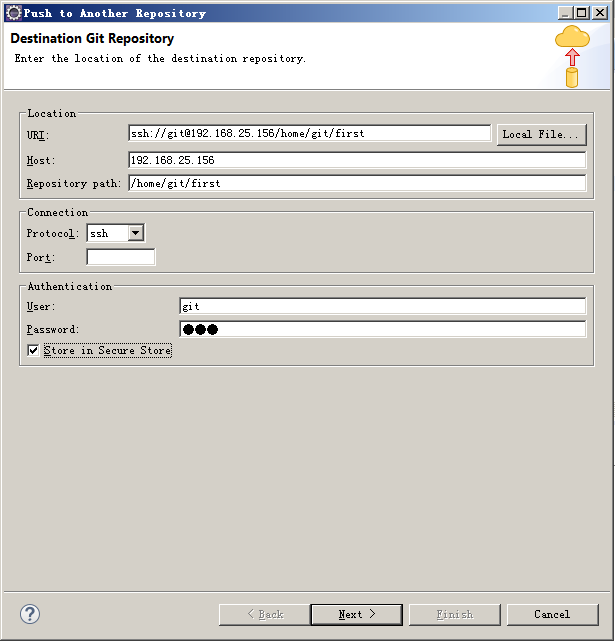 Push to Another Repository
Destination Git Repository
Enter the location of the destination repository.
Location
URI: ssh://git@192.168.25.156/home/git/first Local File...
Host: 192.168.25.156
Repository path: /home/git/first
Connection
Protocol: ssh
Port:
Authentication
User: git
Password: ●●●
Store in Secure Store
? < Back Next > Finish Cancel